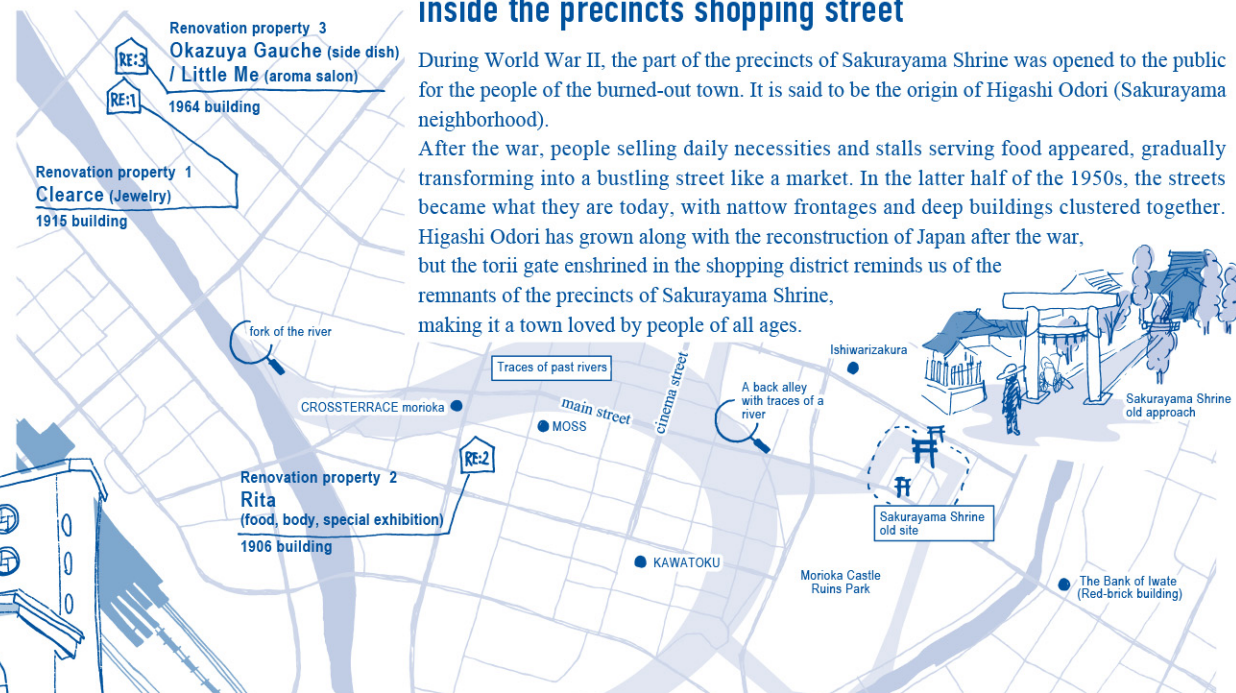 inside the precincts shopping street
During World War II, the part of the precincts of Sakurayama Shrine was opened to the public
for the people of the burned-out town. It is said to be the origin of Higashi Odori (Sakurayama
neighborhood).
After the war, people selling daily necessities and stalls serving food appeared, gradually
transforming into a bustling street like a market. In the latter half of the 1950s, the streets
became what they are today, with nattow frontages and deep buildings clustered together.
Higashi Odori has grown along with the reconstruction of Japan after the war,
but the torii gate enshrined in the shopping district reminds us of the
remnants of the precincts of Sakurayama Shrine,
making it a town loved by people of all ages.
Renovation property 3
Okazuya Gauche (side dish)
/ Little Me (aroma salon)
1964 building
RE:3
RE:1
Renovation property 1
Clearce (Jewelry)
1915 building
fork of the river
Traces of past rivers
CROSSTERRACE morioka
main street
MOSS
cinema street
A back alley
with traces of a
river
Ishiwarizakura
Sakurayama Shrine
old approach
RE:2
Renovation property 2
Rita
(food, body, special exhibition)
1906 building
Sakurayama Shrine
old site
KAWATOKU
Morioka Castle
Ruins Park
The Bank of Iwate
(Red-brick building)